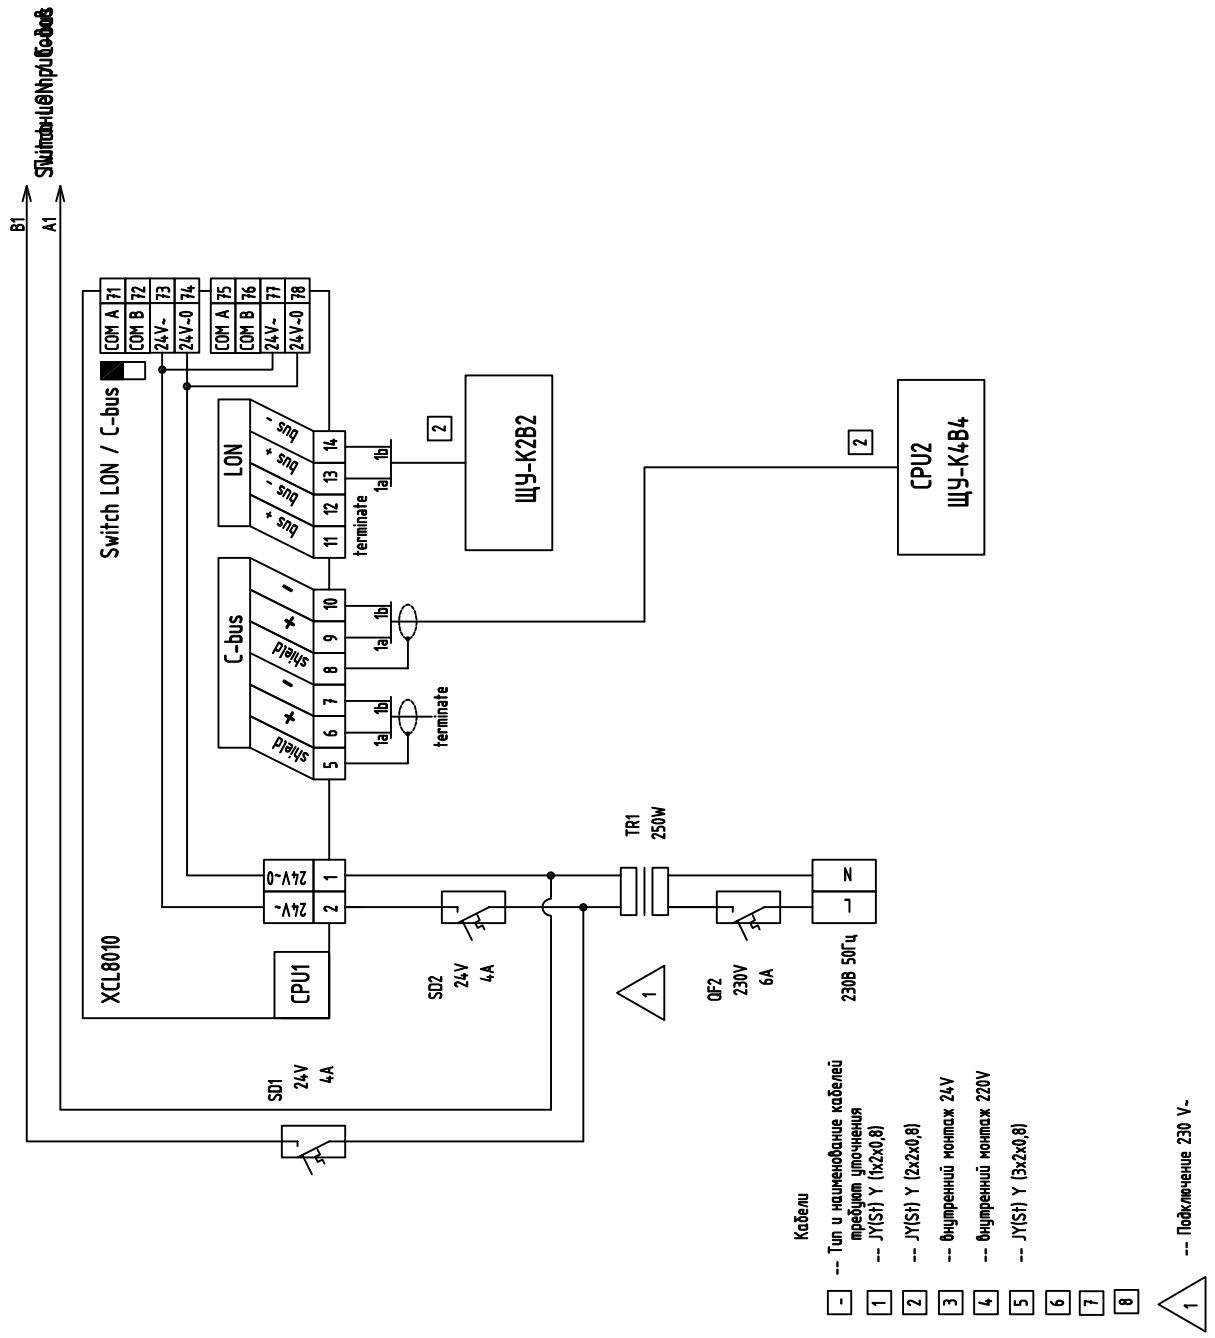 B1
A1
XCL8010
CPU1
24V~0
24V~
1
2
C-bus
shield
+
-
shield
+
-
5
6
7
8
9
10
1a
1b
terminate
1a
1b
LON
bus +
bus -
bus +
bus -
11
12
13
14
terminate
1a
1b
Switch LON / C-bus
COM A
71
COM B
72
24V~
73
24V~0
74
COM A
75
COM B
76
24V~
77
24V~0
78
2
ЩУ-К2В2
2
CPU2
ЩУ-К4В4
SD1
24V
4A
SD2
24V
4A
TR1
250W
1
QF2
230V
6A
N
L
230В 50Гц
Кабели
- -- Тип и наименование кабелей
требуют уточнения
1 -- JY(St) Y (1x2x0,8)
2 -- JY(St) Y (2x2x0,8)
3 -- внутренний монтаж 24V
4 -- внутренний монтаж 220V
5 -- JY(St) Y (3x2x0,8)
6
7
8
1 -- Подключение 230 V~